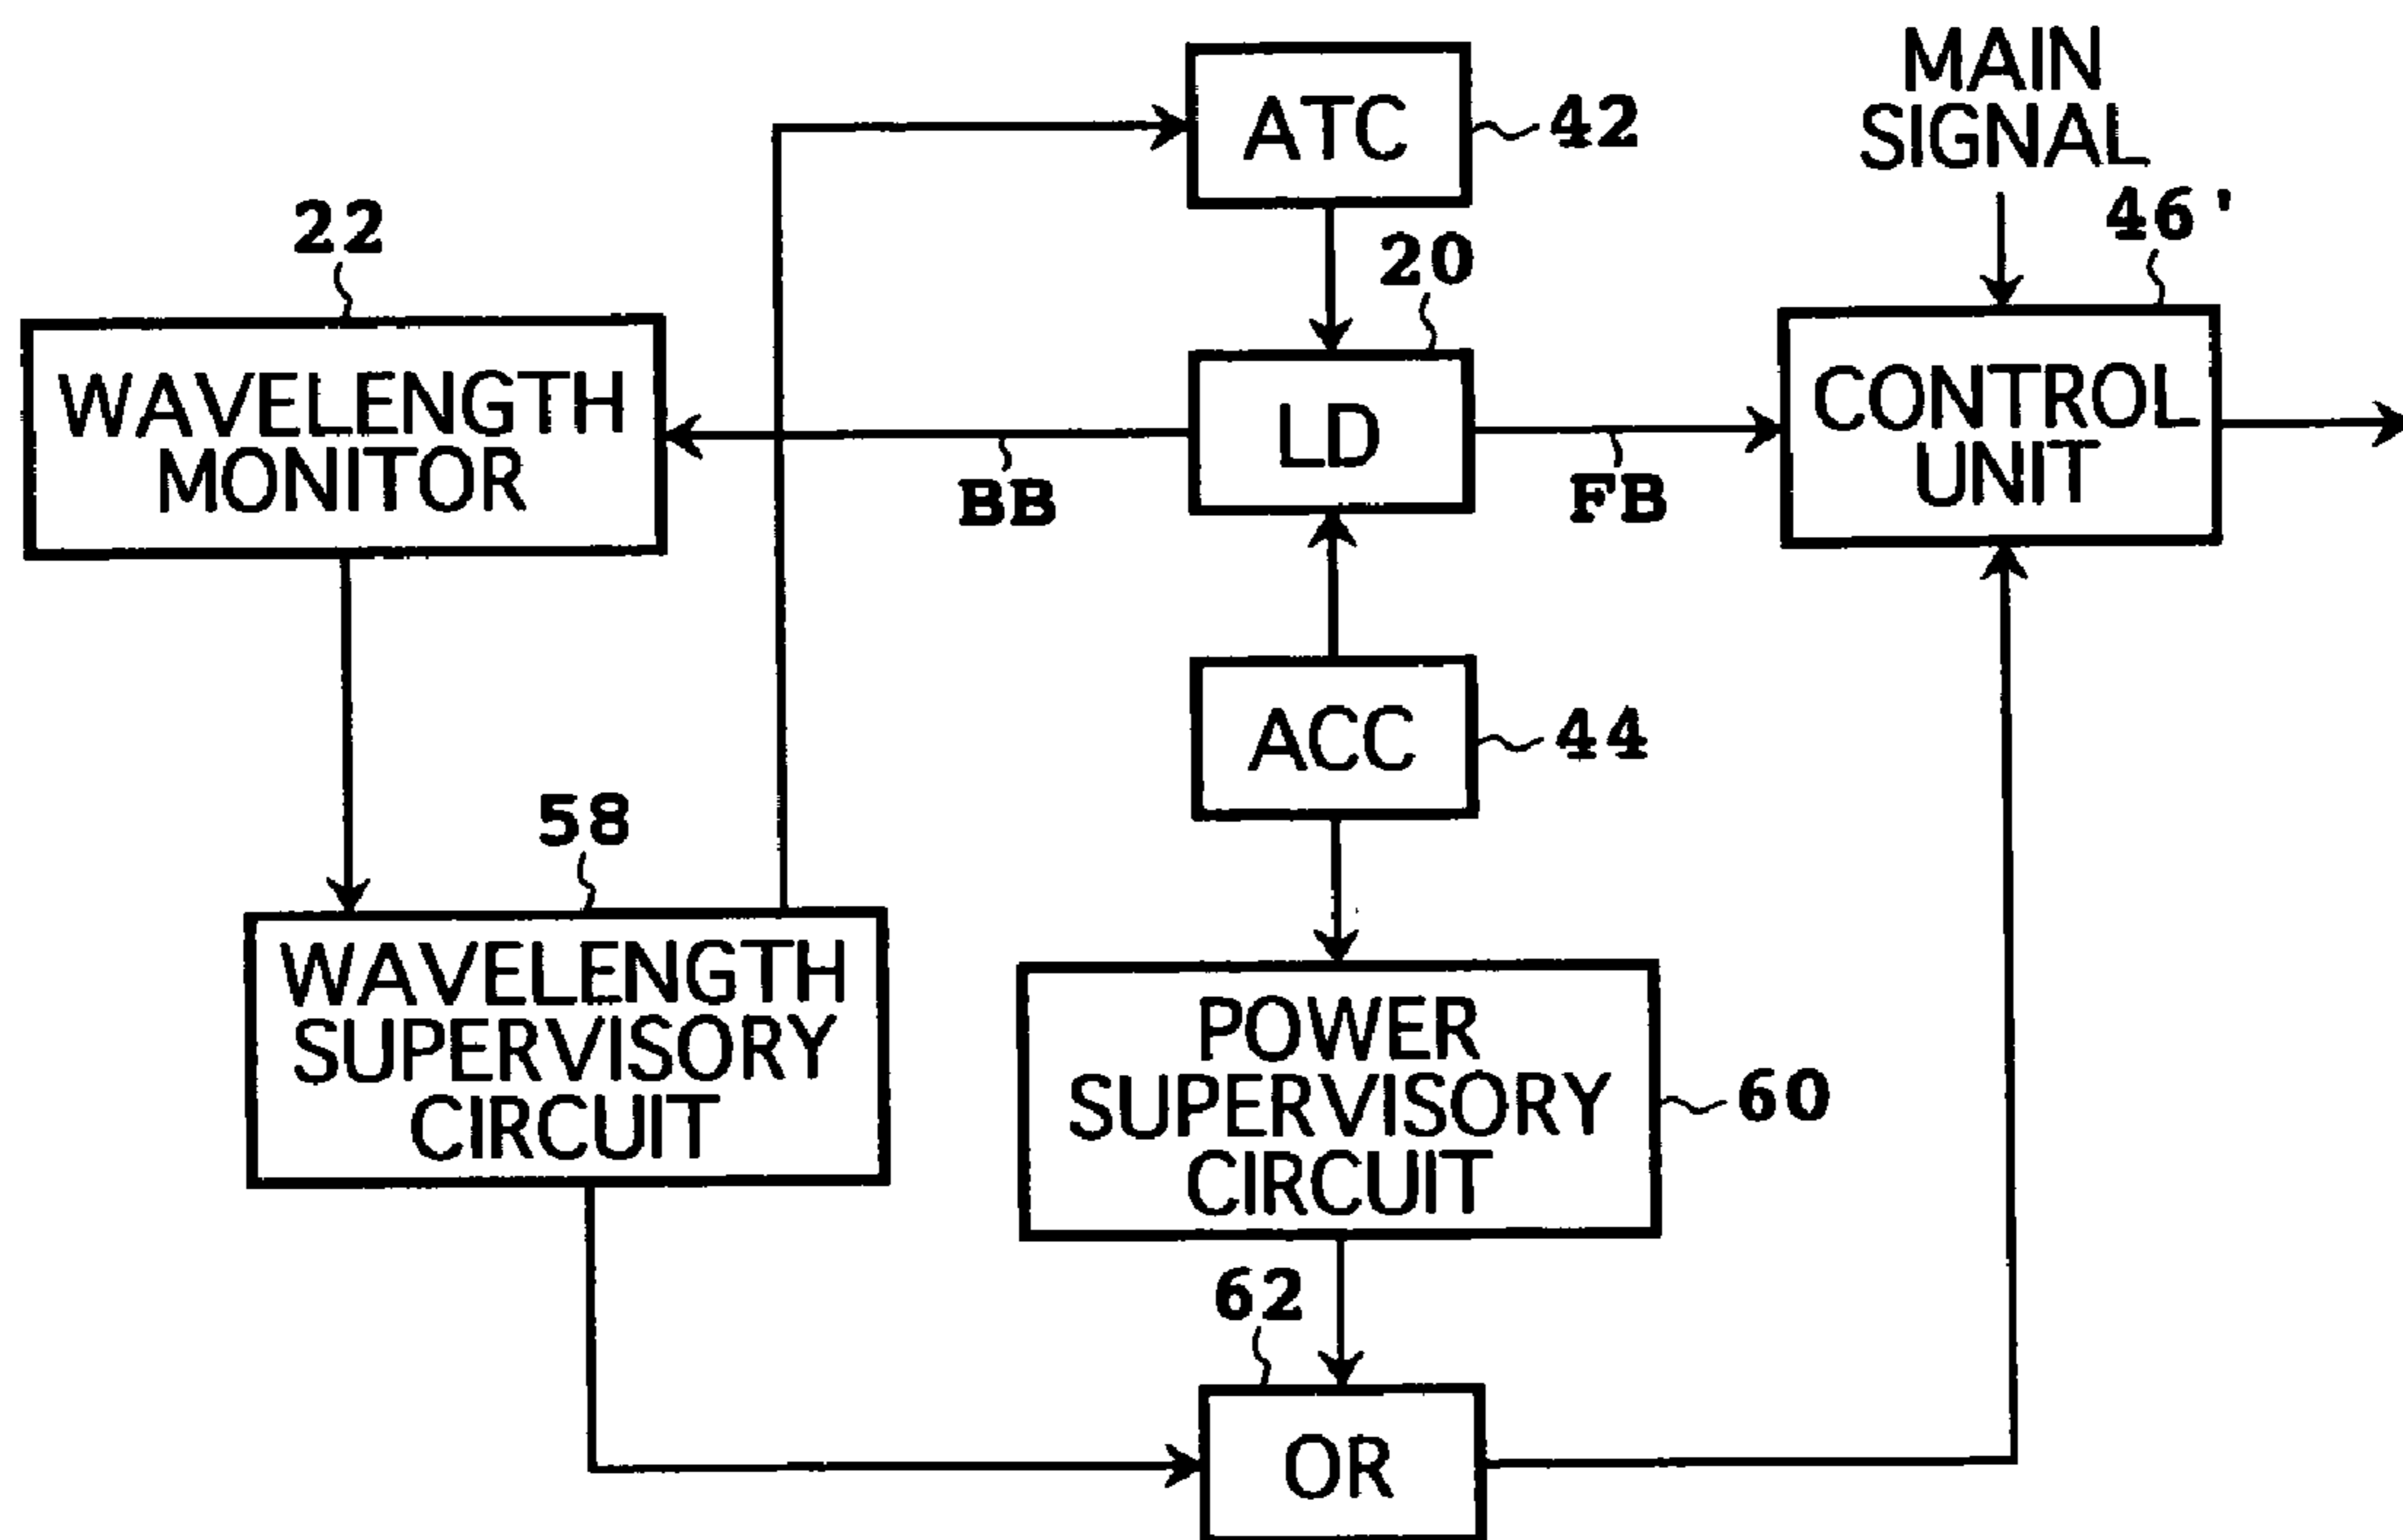 MAIN
SIGNAL
ATC
42
22
20
46'
WAVELENGTH
MONITOR
LD
CONTROL
UNIT
BB
FB
ACC
44
58
WAVELENGTH
SUPERVISORY
CIRCUIT
POWER
SUPERVISORY
CIRCUIT
60
62
OR